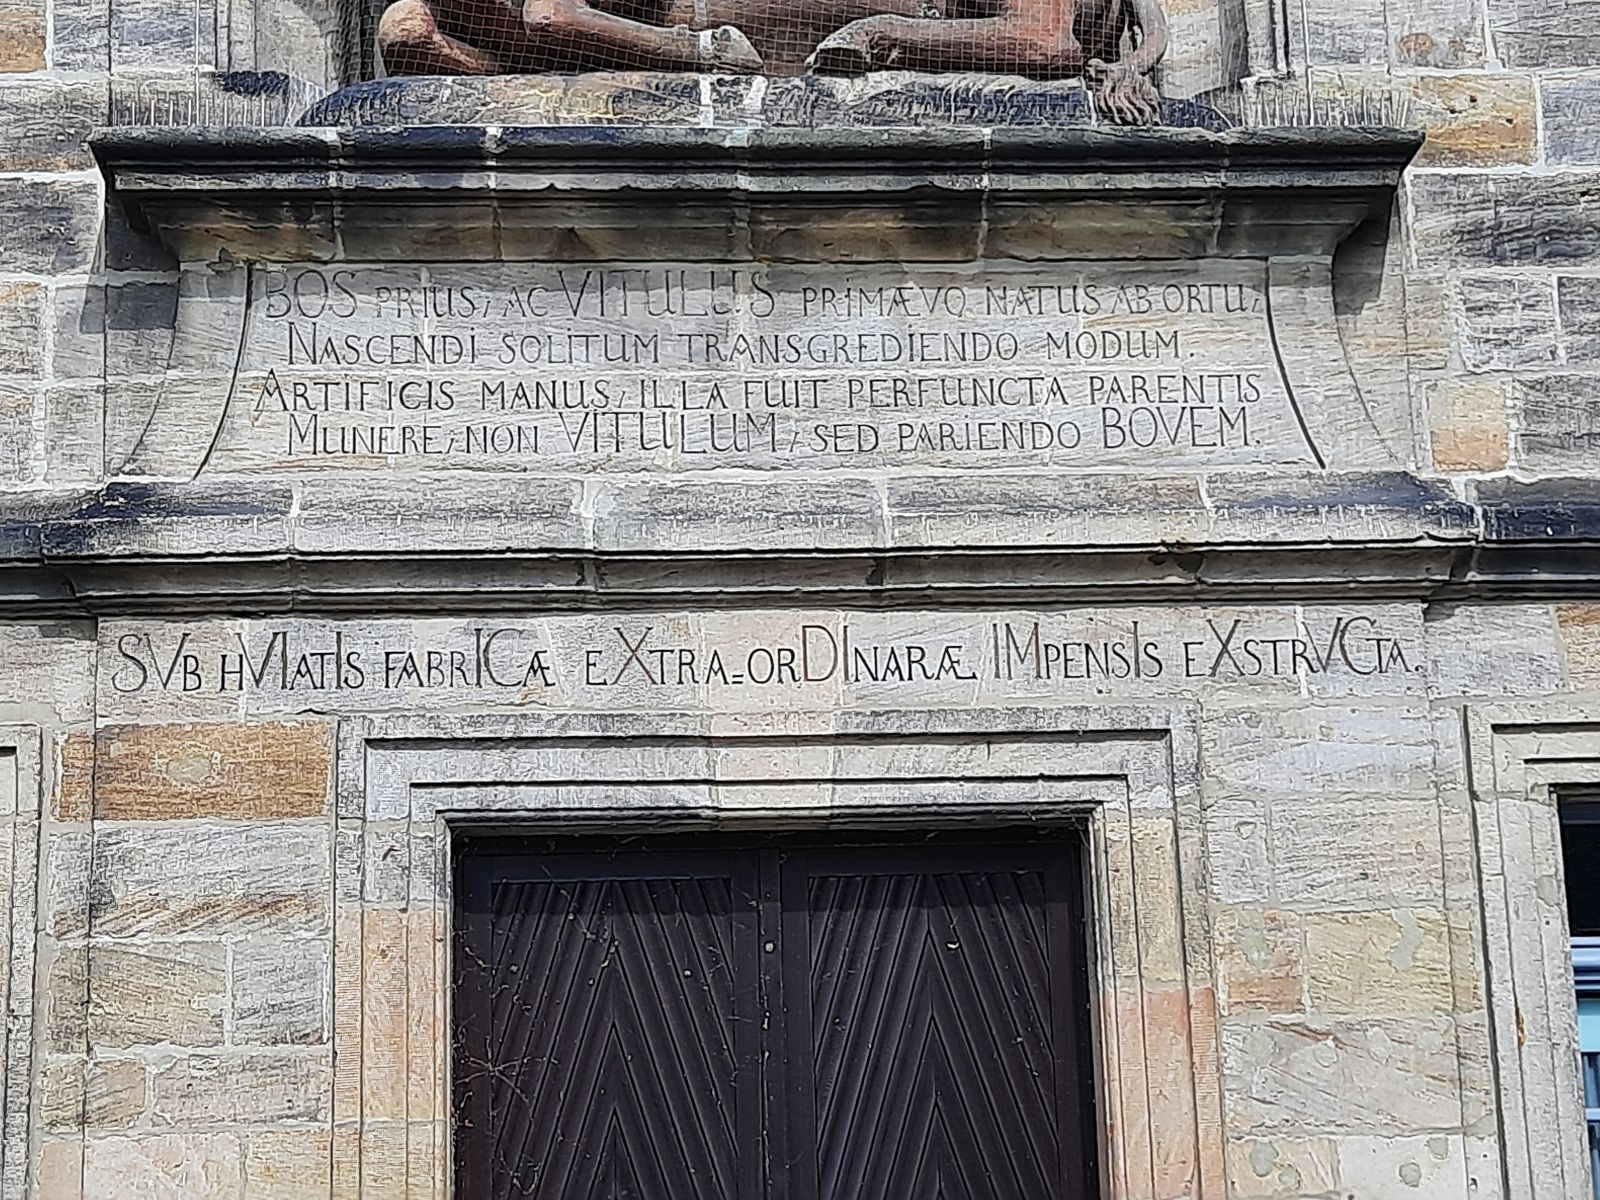 BOS PRIUS, AC VITULUS PRIMÆVO NATUS AB ORTU,
NASCENDI SOLITUM TRANSGREDIENDO MODUM.
ARTIFICIS MANUS, ILLA FUIT PERFUNCTA PARENTIS
MUNERE, NON VITULUM, SED PARIENDO BOVEM.
SVB HVIATIS FABRICÆ EXTRA=ORDINARÆ IMPENSIS EXSTRVCTA.